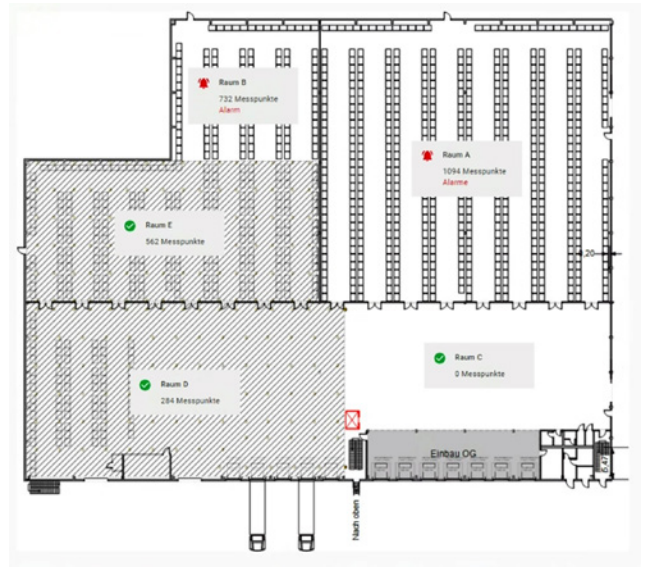 Raum B
732 Messpunkte
Alarm
Raum A
1094 Messpunkte
Alarme
Raum E
562 Messpunkte
Raum C
0 Messpunkte
Raum D
284 Messpunkte
Einbau OG
Nach oben